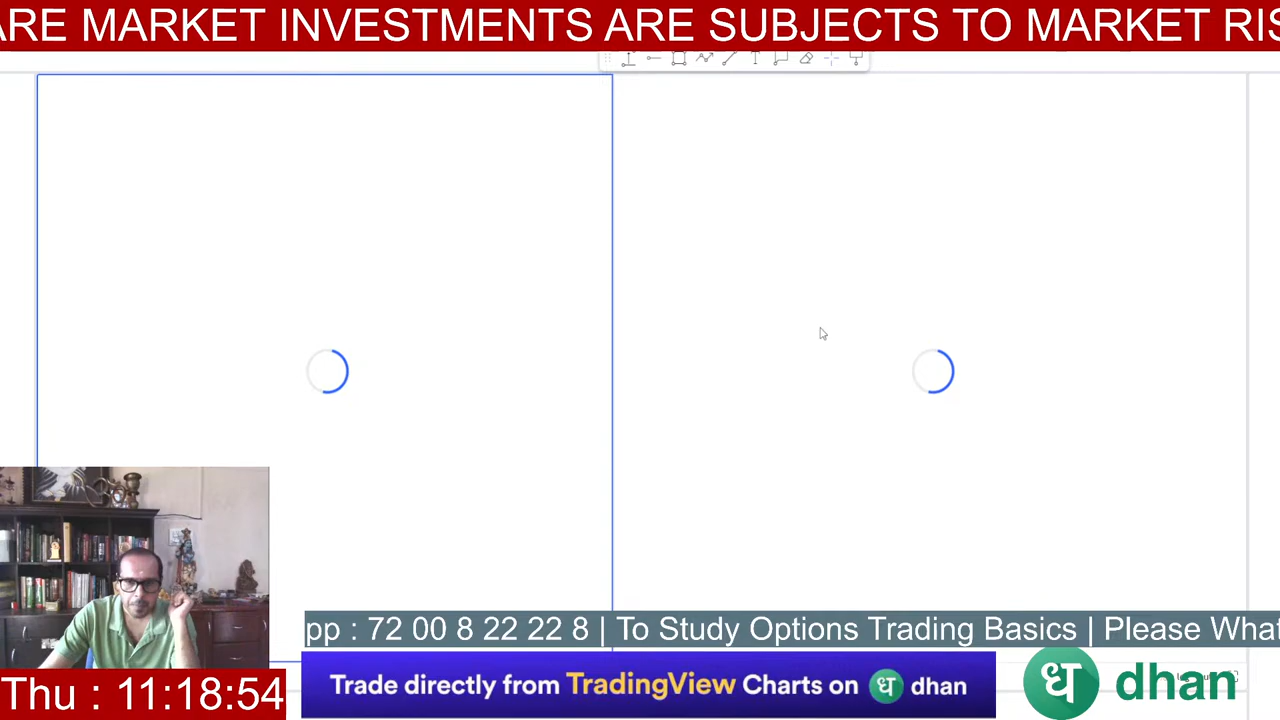 ARE MARKET INVESTMENTS ARE SUBJECTS TO MARKET RIS
pp : 72 00 8 22 22 8 | To Study Options Trading Basics | Please What
Trade directly from TradingView Charts on ध dhan
ध dhan
Thu : 11:18:54